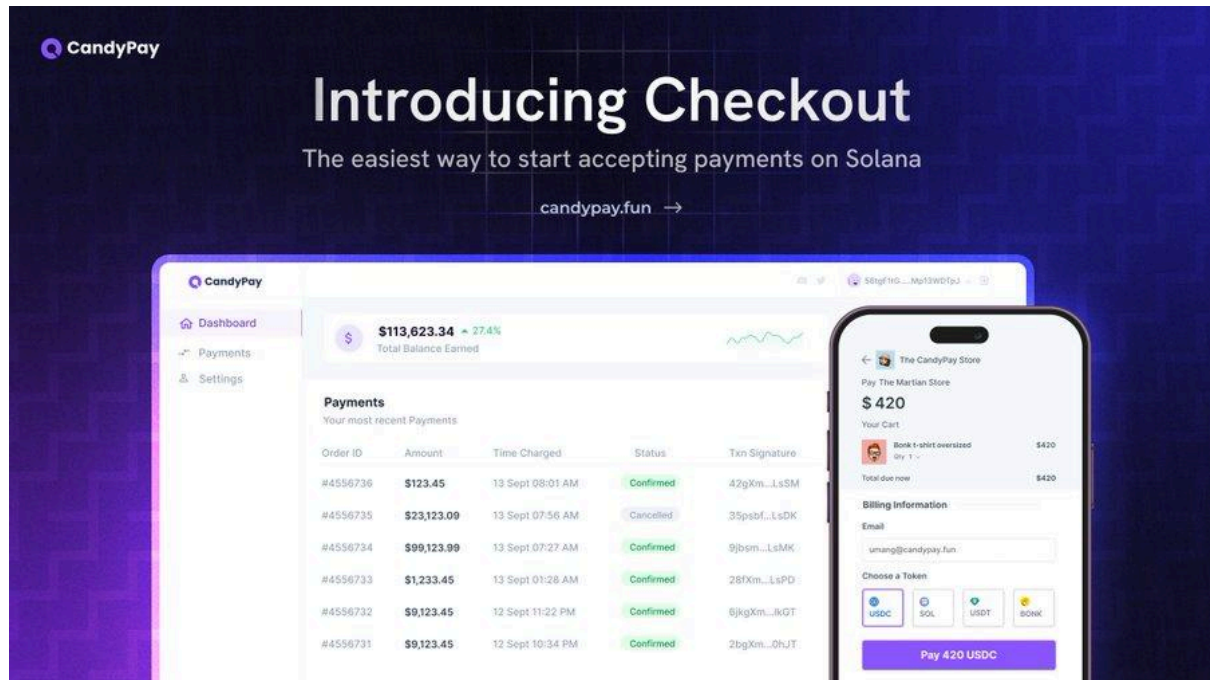 CandyPay
Introducing Checkout
The easiest way to start accepting payments on Solana
candypay.fun →
CandyPay
Dashboard
Payments
Settings
$
$113,623.34 27.4%
Total Balance Earned
Payments
Your most recent Payments
Order ID Amount Time Charged Status Txn Signature
#4556736 $123.45 13 Sept 08:01 AM Confirmed 42gXm...LsSM
#4556735 $23,123.09 13 Sept 07:56 AM Cancelled 35psbf...LsDK
#4556734 $99,123.99 13 Sept 07:27 AM Confirmed 9jbsm...LsMK
#4556733 $1,233.45 13 Sept 01:28 AM Confirmed 28fXm...LsPD
#4556732 $9,123.45 12 Sept 11:22 PM Confirmed 6jkgXm...lkGT
#4556731 $9,123.45 12 Sept 10:34 PM Confirmed 2bgXm...0hJT
The CandyPay Store
Pay The Martian Store
$ 420
Your Cart
Bonk t-shirt oversized $420
Qty 1
Total due now $420
Billing Information
Email
umang@candypay.fun
Choose a Token
USDC SOL USDT BONK
Pay 420 USDC